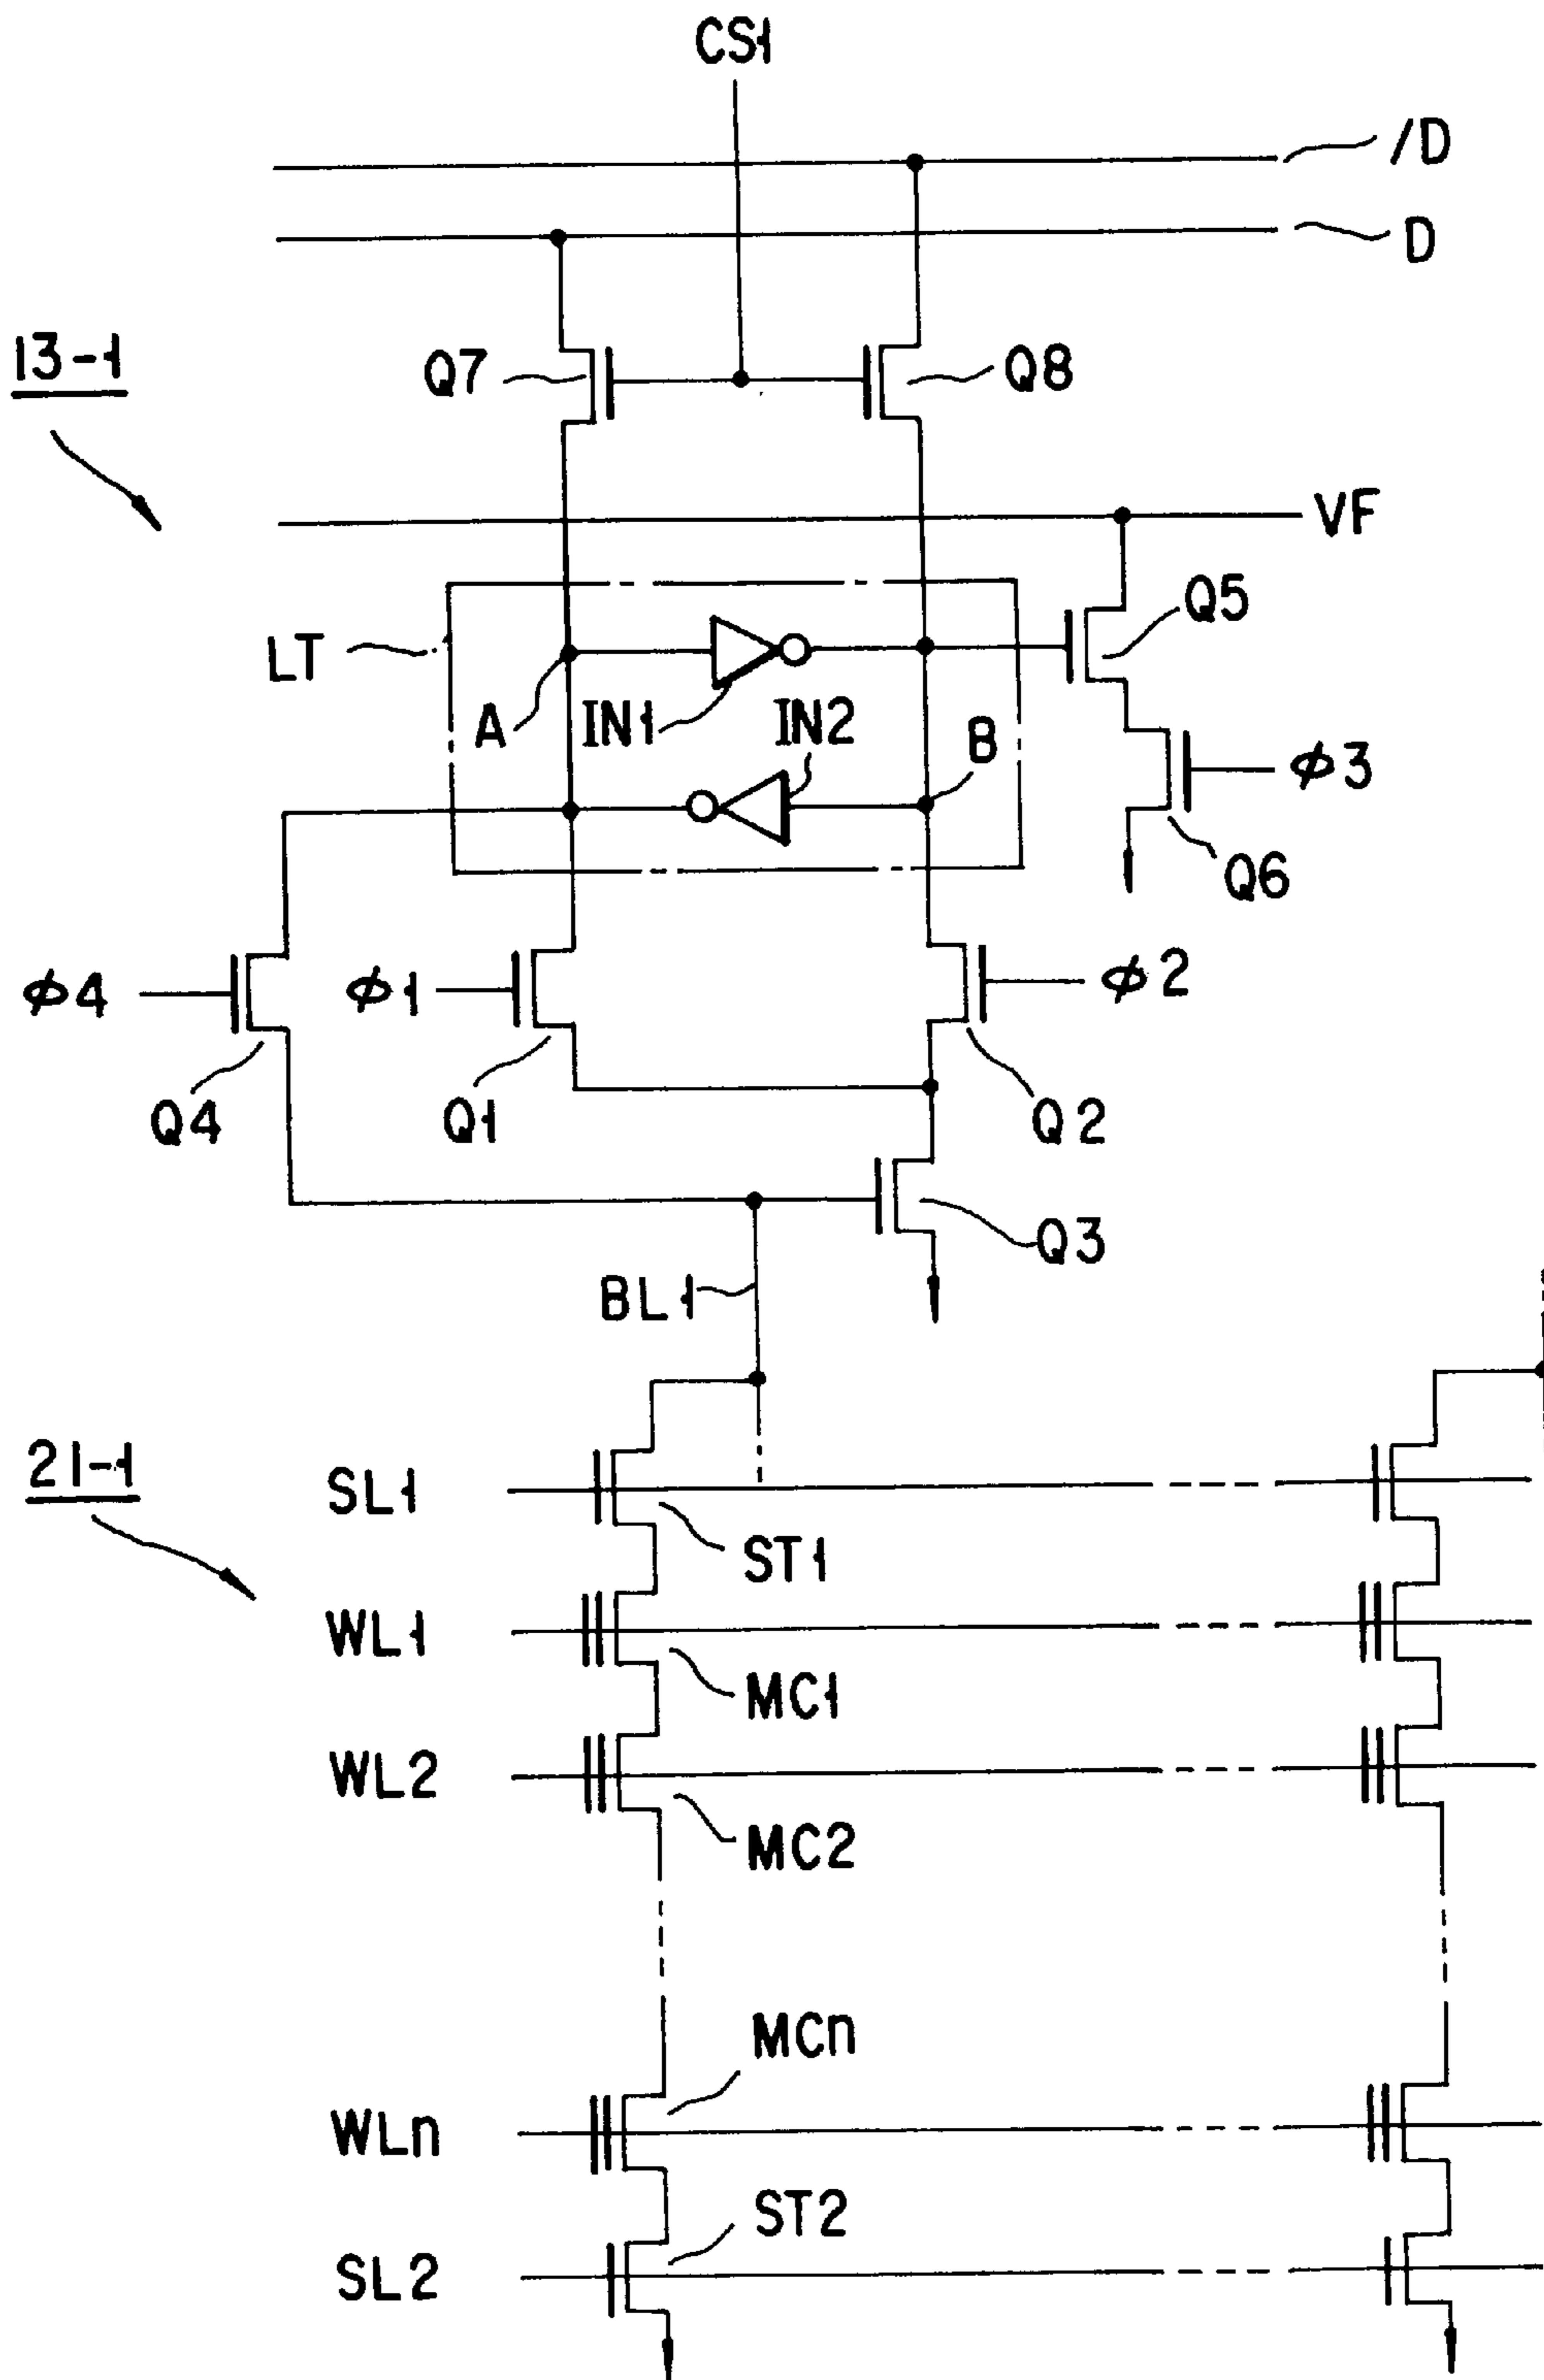 CS1
/D
D
13-1
Q7
Q8
VF
Q5
LT
A
IN1
IN2
B
ϕ3
Q6
ϕ4
ϕ1
ϕ2
Q4
Q1
Q2
Q3
BL1
21-1
SL1
ST1
WL1
MC1
WL2
MC2
MCn
WLn
ST2
SL2